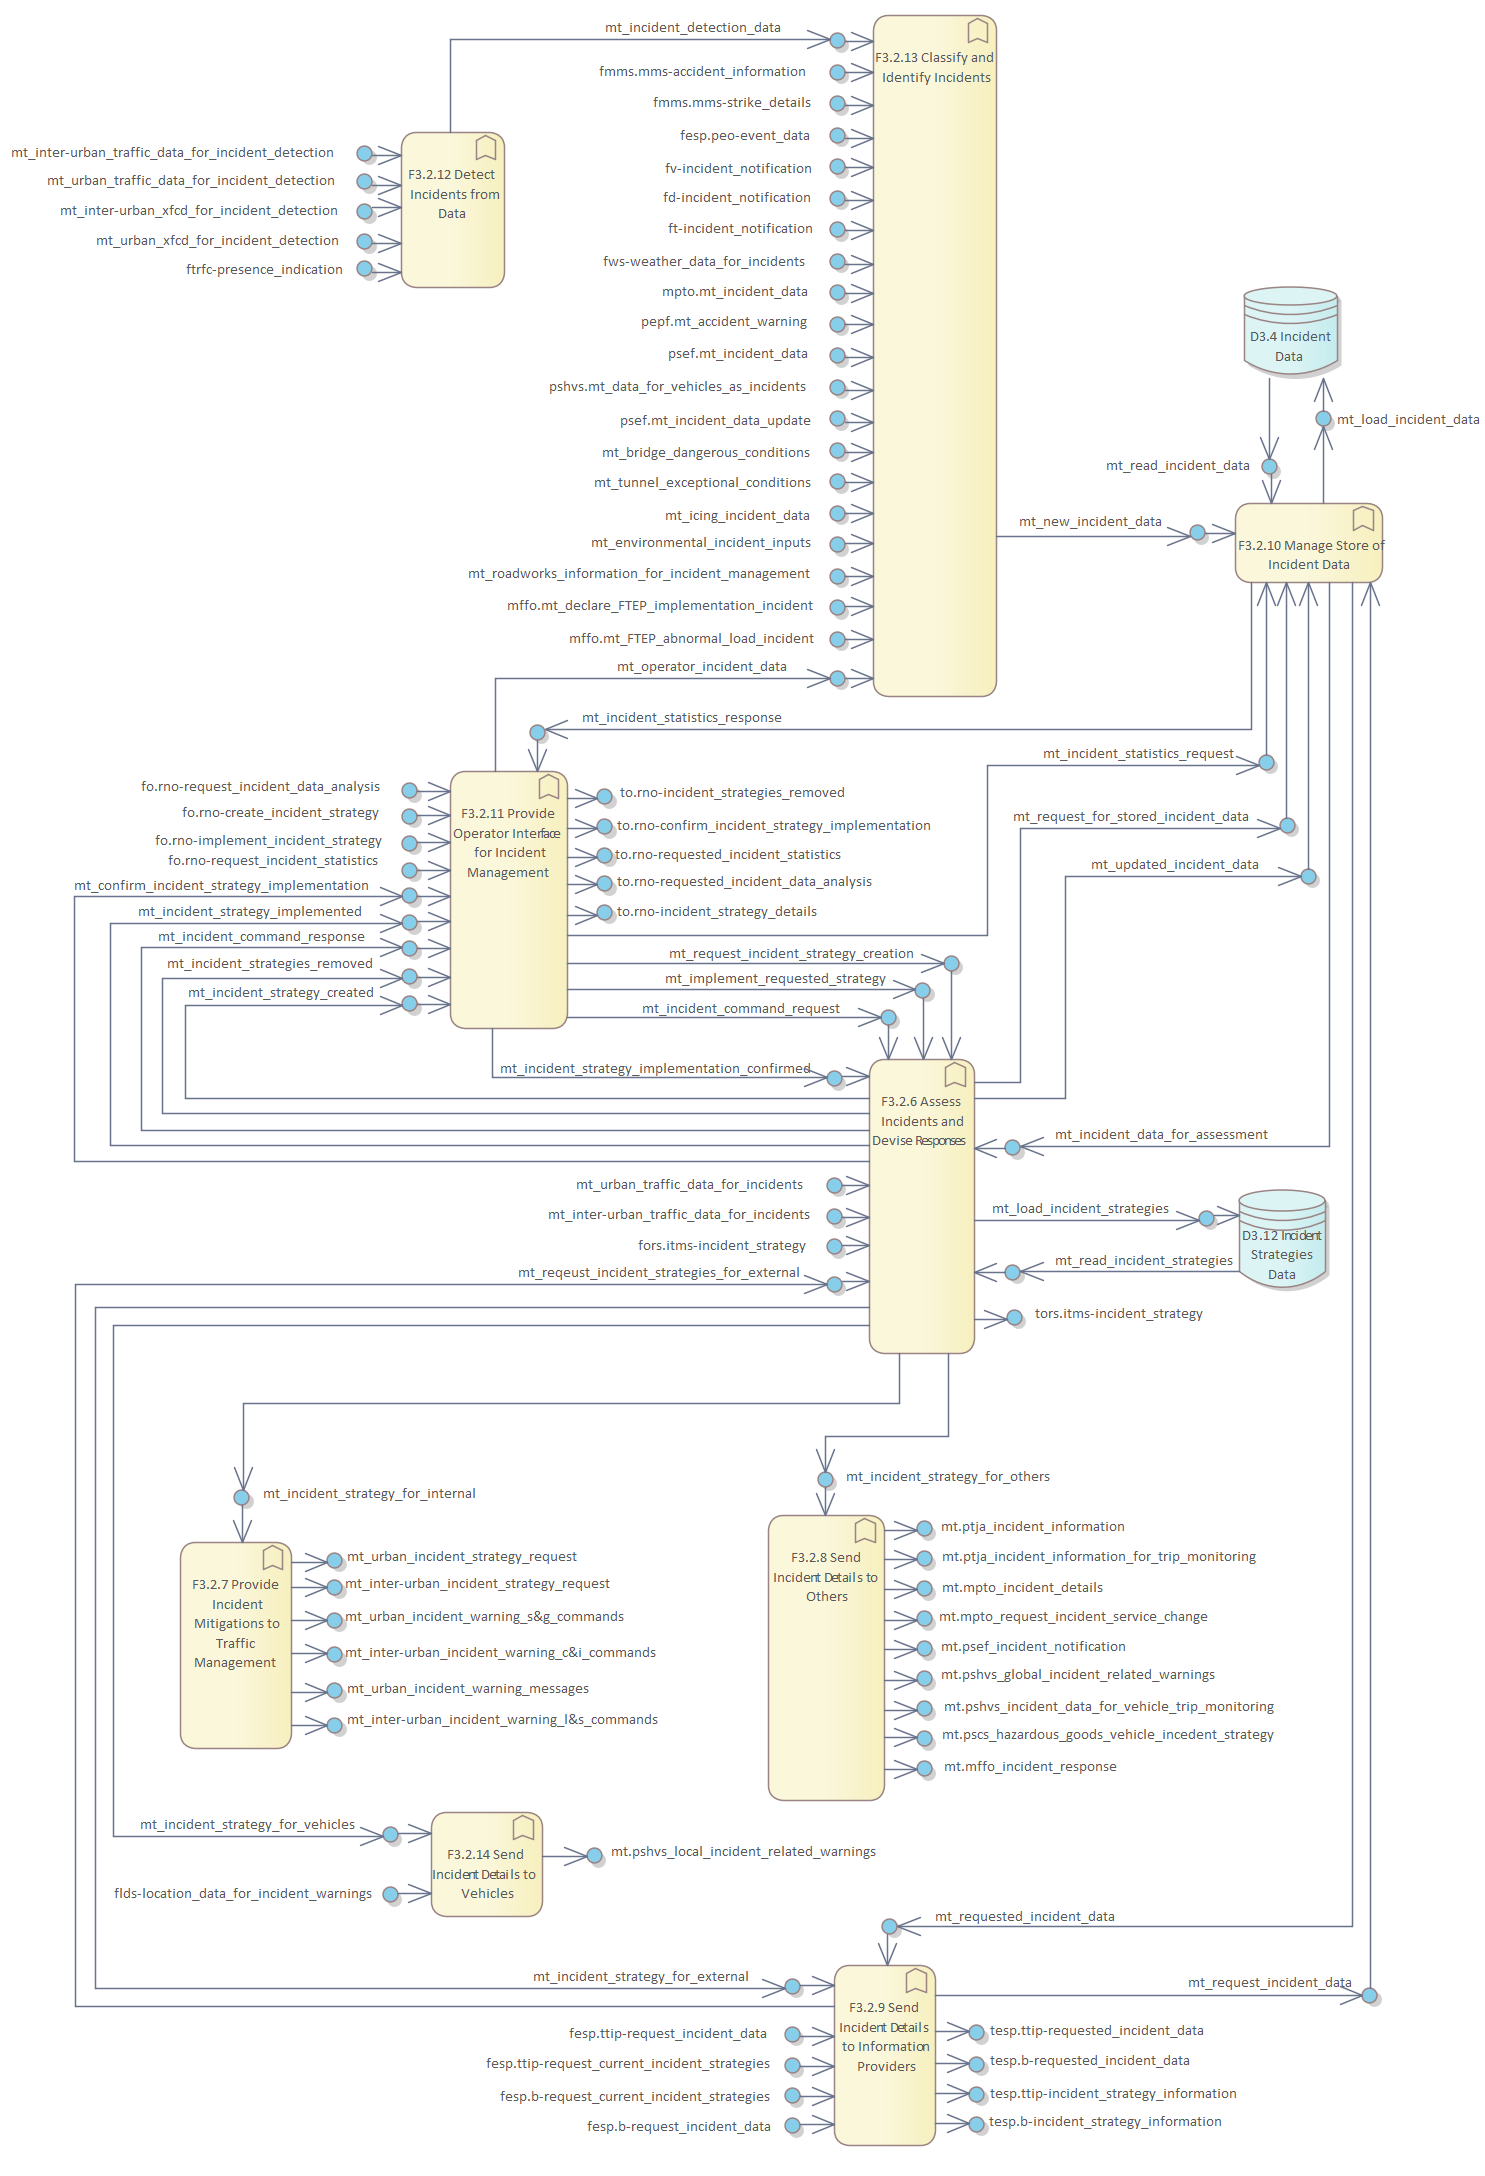 mt_incident_detection_data
F3.2.13 Classify and
Identify Incidents
fmms.mms-accident_information
fmms.mms-strike_details
fesp.peo-event_data
fv-incident_notification
fd-incident_notification
ft-incident_notification
fws-weather_data_for_incidents
mpto.mt_incident_data
pepf.mt_accident_warning
psef.mt_incident_data
pshvs.mt_data_for_vehicles_as_incidents
psef.mt_incident_data_update
mt_bridge_dangerous_conditions
mt_tunnel_exceptional_conditions
mt_icing_incident_data
mt_environmental_incident_inputs
mt_roadworks_information_for_incident_management
mffo.mt_declare_FTEP_implementation_incident
mffo.mt_FTEP_abnormal_load_incident
mt_operator_incident_data
mt_inter-urban_traffic_data_for_incident_detection
mt_urban_traffic_data_for_incident_detection
mt_inter-urban_xfcd_for_incident_detection
mt_urban_xfcd_for_incident_detection
ftrfc-presence_indication
F3.2.12 Detect
Incidents from
Data
D3.4 Incident
Data
mt_load_incident_data
mt_read_incident_data
mt_new_incident_data
F3.2.10 Manage Store of
Incident Data
mt_incident_statistics_response
mt_incident_statistics_request
mt_request_for_stored_incident_data
mt_updated_incident_data
fo.rno-request_incident_data_analysis
fo.rno-create_incident_strategy
fo.rno-implement_incident_strategy
fo.rno-request_incident_statistics
mt_confirm_incident_strategy_implementation
mt_incident_strategy_implemented
mt_incident_command_response
mt_incident_strategies_removed
mt_incident_strategy_created
F3.2.11 Provide
Operator Interface
for Incident
Management
to.rno-incident_strategies_removed
to.rno-confirm_incident_strategy_implementation
to.rno-requested_incident_statistics
to.rno-requested_incident_data_analysis
to.rno-incident_strategy_details
mt_request_incident_strategy_creation
mt_implement_requested_strategy
mt_incident_command_request
mt_incident_strategy_implementation_confirmed
F3.2.6 Assess
Incidents and
Devise Responses
mt_incident_data_for_assessment
mt_urban_traffic_data_for_incidents
mt_inter-urban_traffic_data_for_incidents
fors.itms-incident_strategy
mt_reqeust_incident_strategies_for_external
mt_load_incident_strategies
mt_read_incident_strategies
D3.12 Incident
Strategies
Data
tors.itms-incident_strategy
mt_incident_strategy_for_internal
mt_incident_strategy_for_others
F3.2.7 Provide
Incident
Mitigations to
Traffic
Management
mt_urban_incident_strategy_request
mt_inter-urban_incident_strategy_request
mt_urban_incident_warning_s&g_commands
mt_inter-urban_incident_warning_c&i_commands
mt_urban_incident_warning_messages
mt_inter-urban_incident_warning_l&s_commands
F3.2.8 Send
Incident Details to
Others
mt.ptja_incident_information
mt.ptja_incident_information_for_trip_monitoring
mt.mpto_incident_details
mt.mpto_request_incident_service_change
mt.psef_incident_notification
mt.pshvs_global_incident_related_warnings
mt.pshvs_incident_data_for_vehicle_trip_monitoring
mt.pscs_hazardous_goods_vehicle_incedent_strategy
mt.mffo_incident_response
mt_incident_strategy_for_vehicles
flds-location_data_for_incident_warnings
F3.2.14 Send
Incident Details to
Vehicles
mt.pshvs_local_incident_related_warnings
mt_requested_incident_data
mt_incident_strategy_for_external
mt_request_incident_data
F3.2.9 Send
Incident Details
to Information
Providers
fesp.ttip-request_incident_data
fesp.ttip-request_current_incident_strategies
fesp.b-request_current_incident_strategies
fesp.b-request_incident_data
tesp.ttip-requested_incident_data
tesp.b-requested_incident_data
tesp.ttip-incident_strategy_information
tesp.b-incident_strategy_information